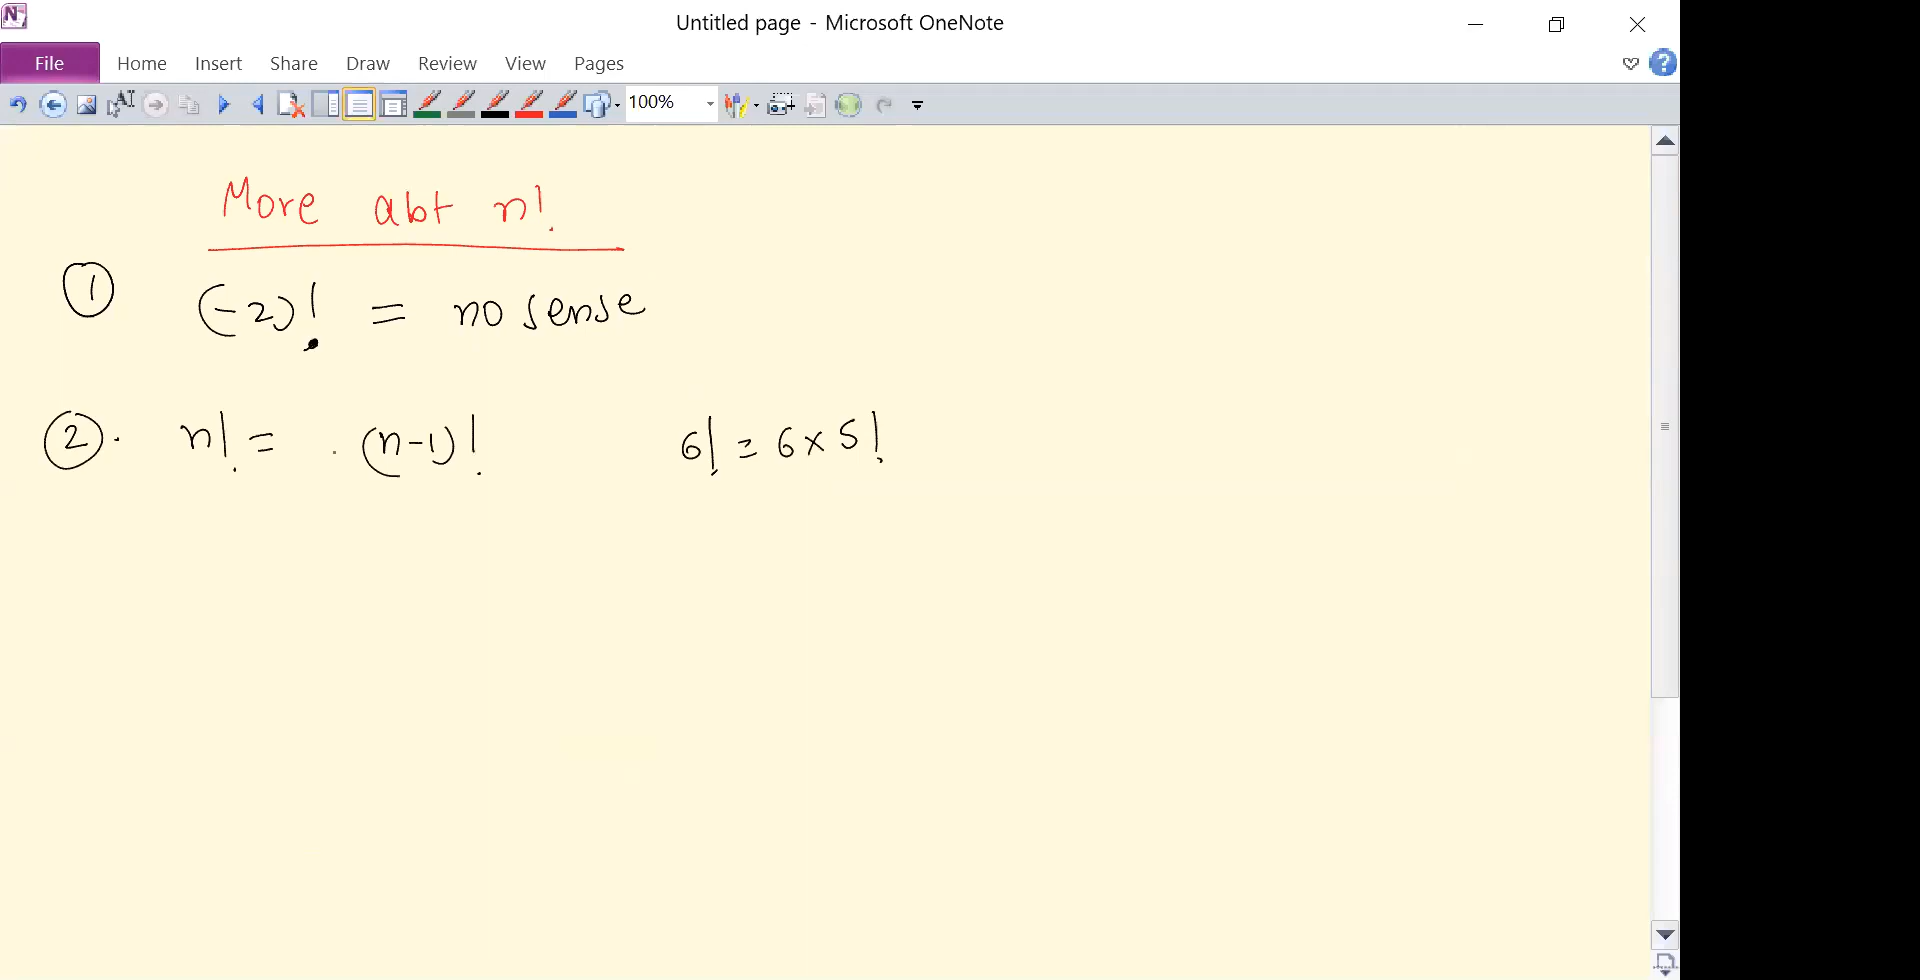 Untitled page - Microsoft OneNote
File Home Insert Share Draw Review View Pages
100%
More abt n!
① (-2)! = no sense
②. n! = . (n-1)! 6! = 6 × 5!